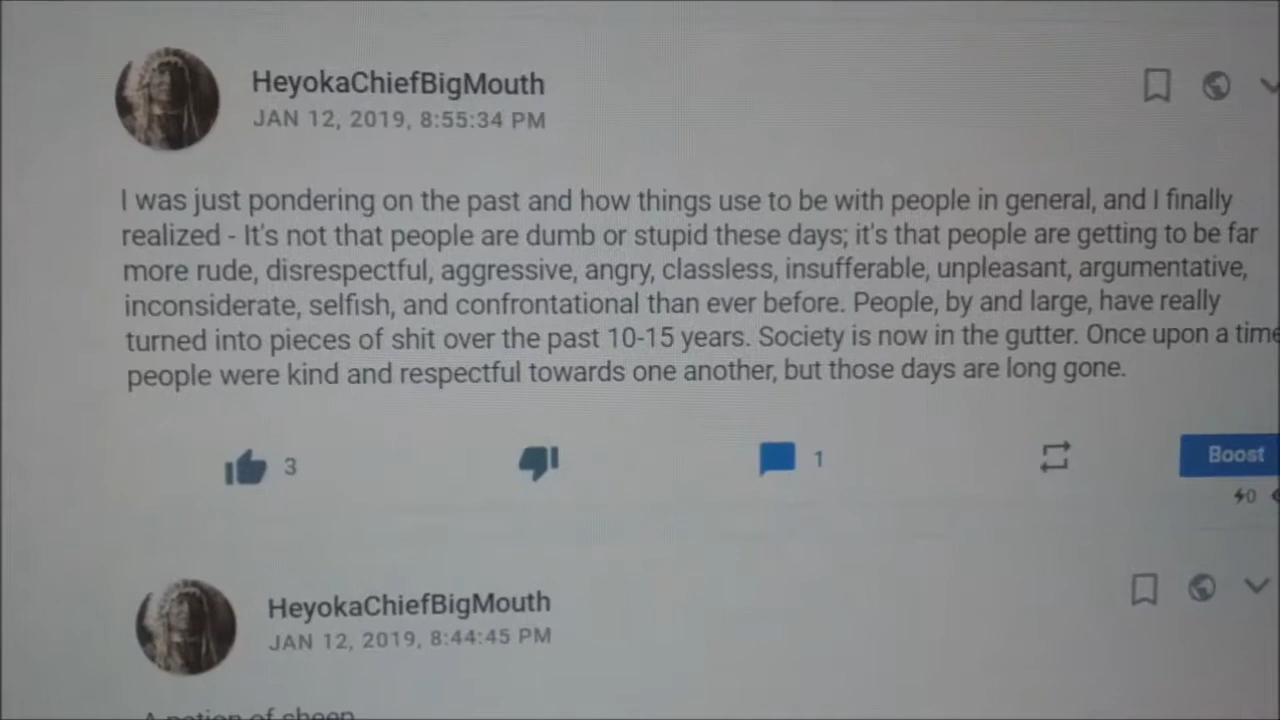 HeyokaChiefBigMouth
JAN 12, 2019, 8:55:34 PM
I was just pondering on the past and how things use to be with people in general, and I finally
realized - It's not that people are dumb or stupid these days; it's that people are getting to be far
more rude, disrespectful, aggressive, angry, classless, insufferable, unpleasant, argumentative,
inconsiderate, selfish, and confrontational than ever before. People, by and large, have really
turned into pieces of shit over the past 10-15 years. Society is now in the gutter. Once upon a time
people were kind and respectful towards one another, but those days are long gone.
3
1
Boost
0
HeyokaChiefBigMouth
JAN 12, 2019, 8:44:45 PM
A nation of sheep